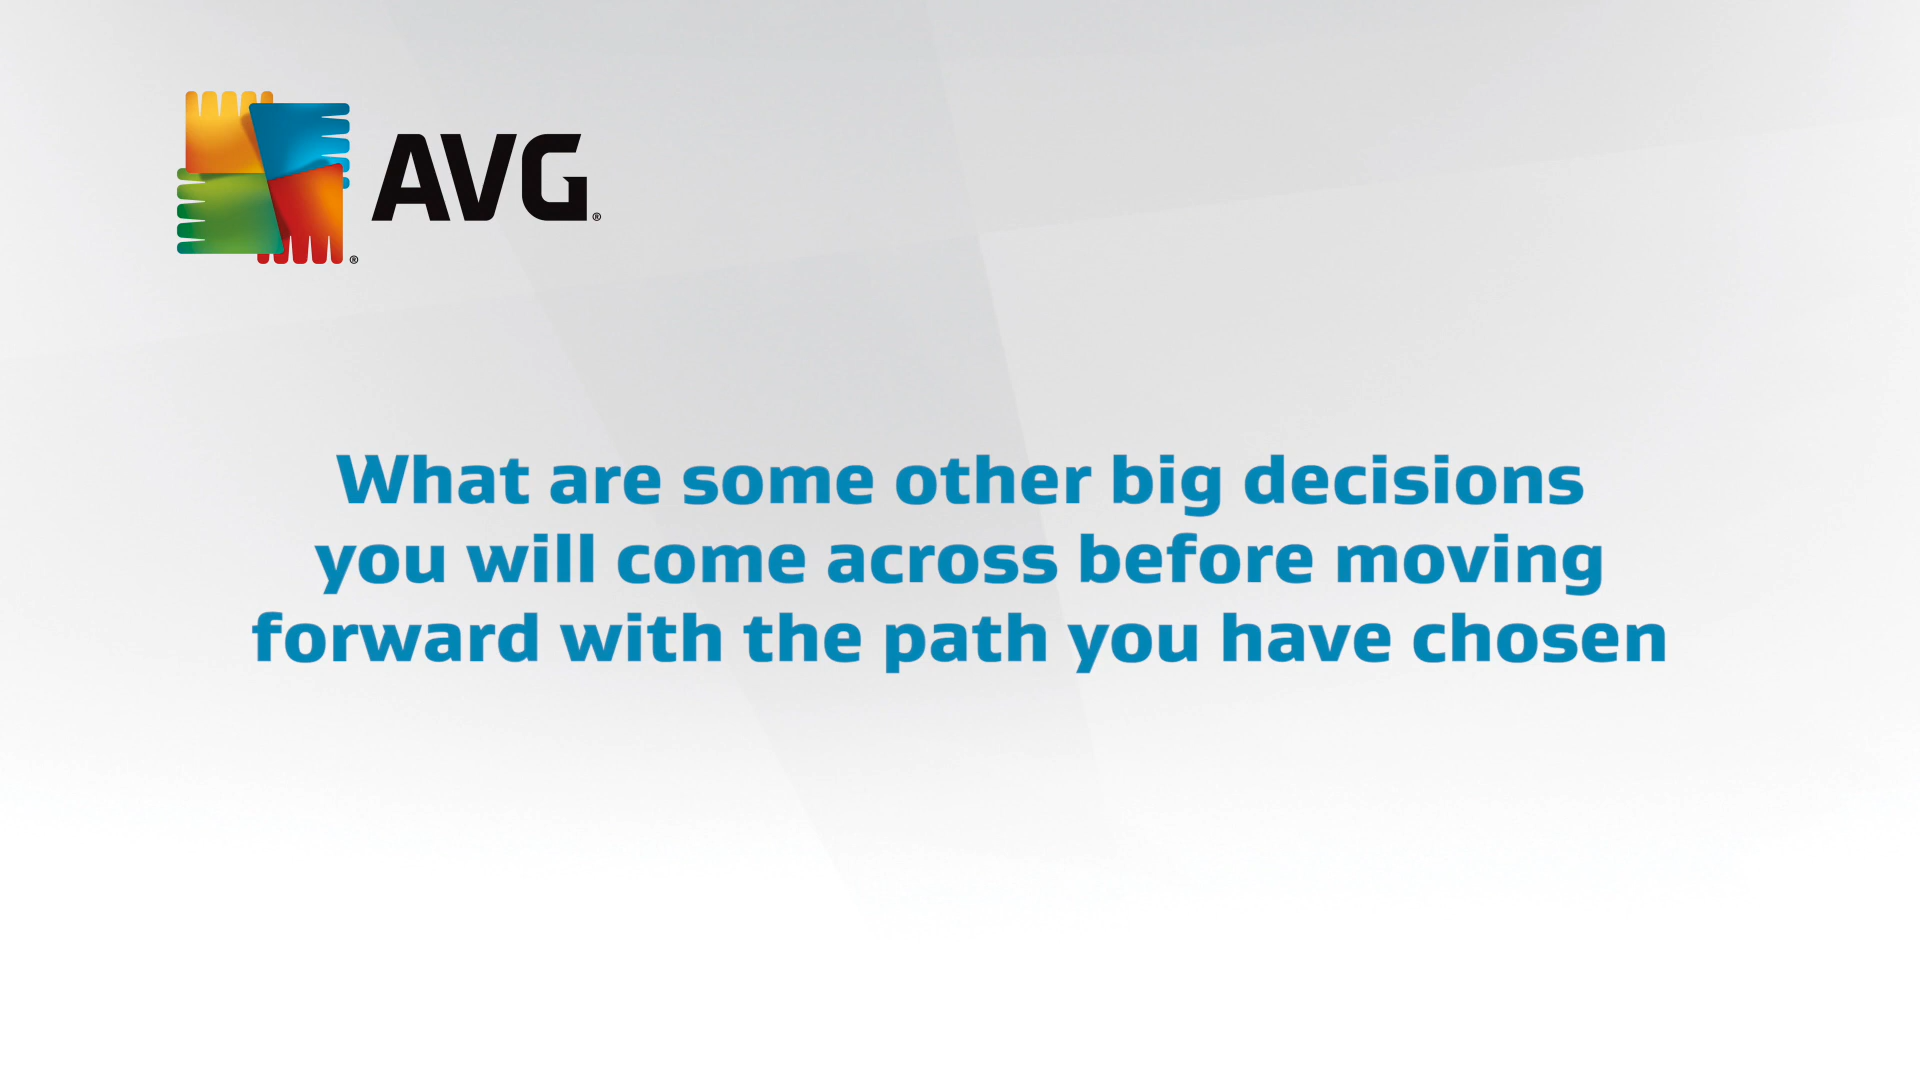 AVG®
®
What are some other big decisions
you will come across before moving
forward with the path you have chosen